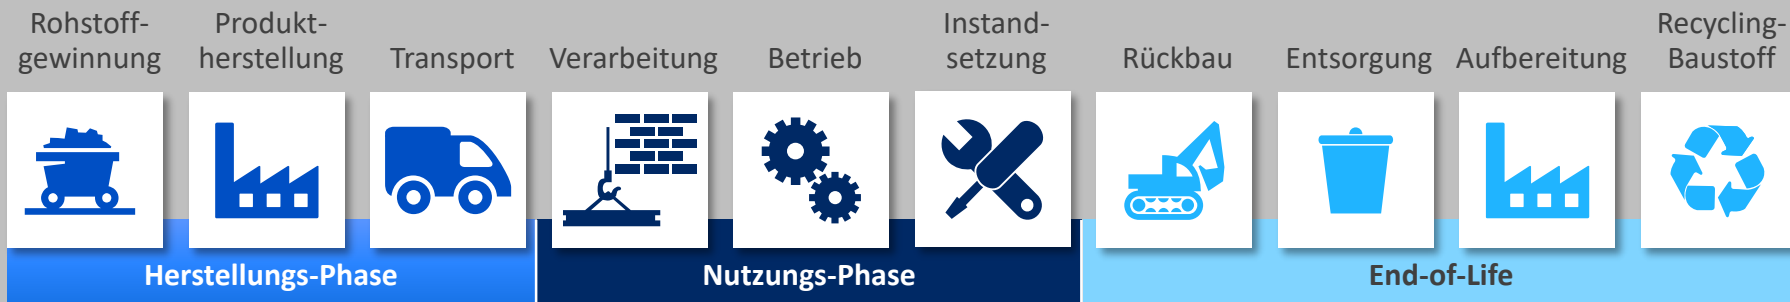 Rohstoff-
gewinnung
Produkt-
herstellung
Transport
Verarbeitung
Betrieb
Instand-
setzung
Rückbau
Entsorgung
Aufbereitung
Recycling-
Baustoff
Herstellungs-Phase
Nutzungs-Phase
End-of-Life